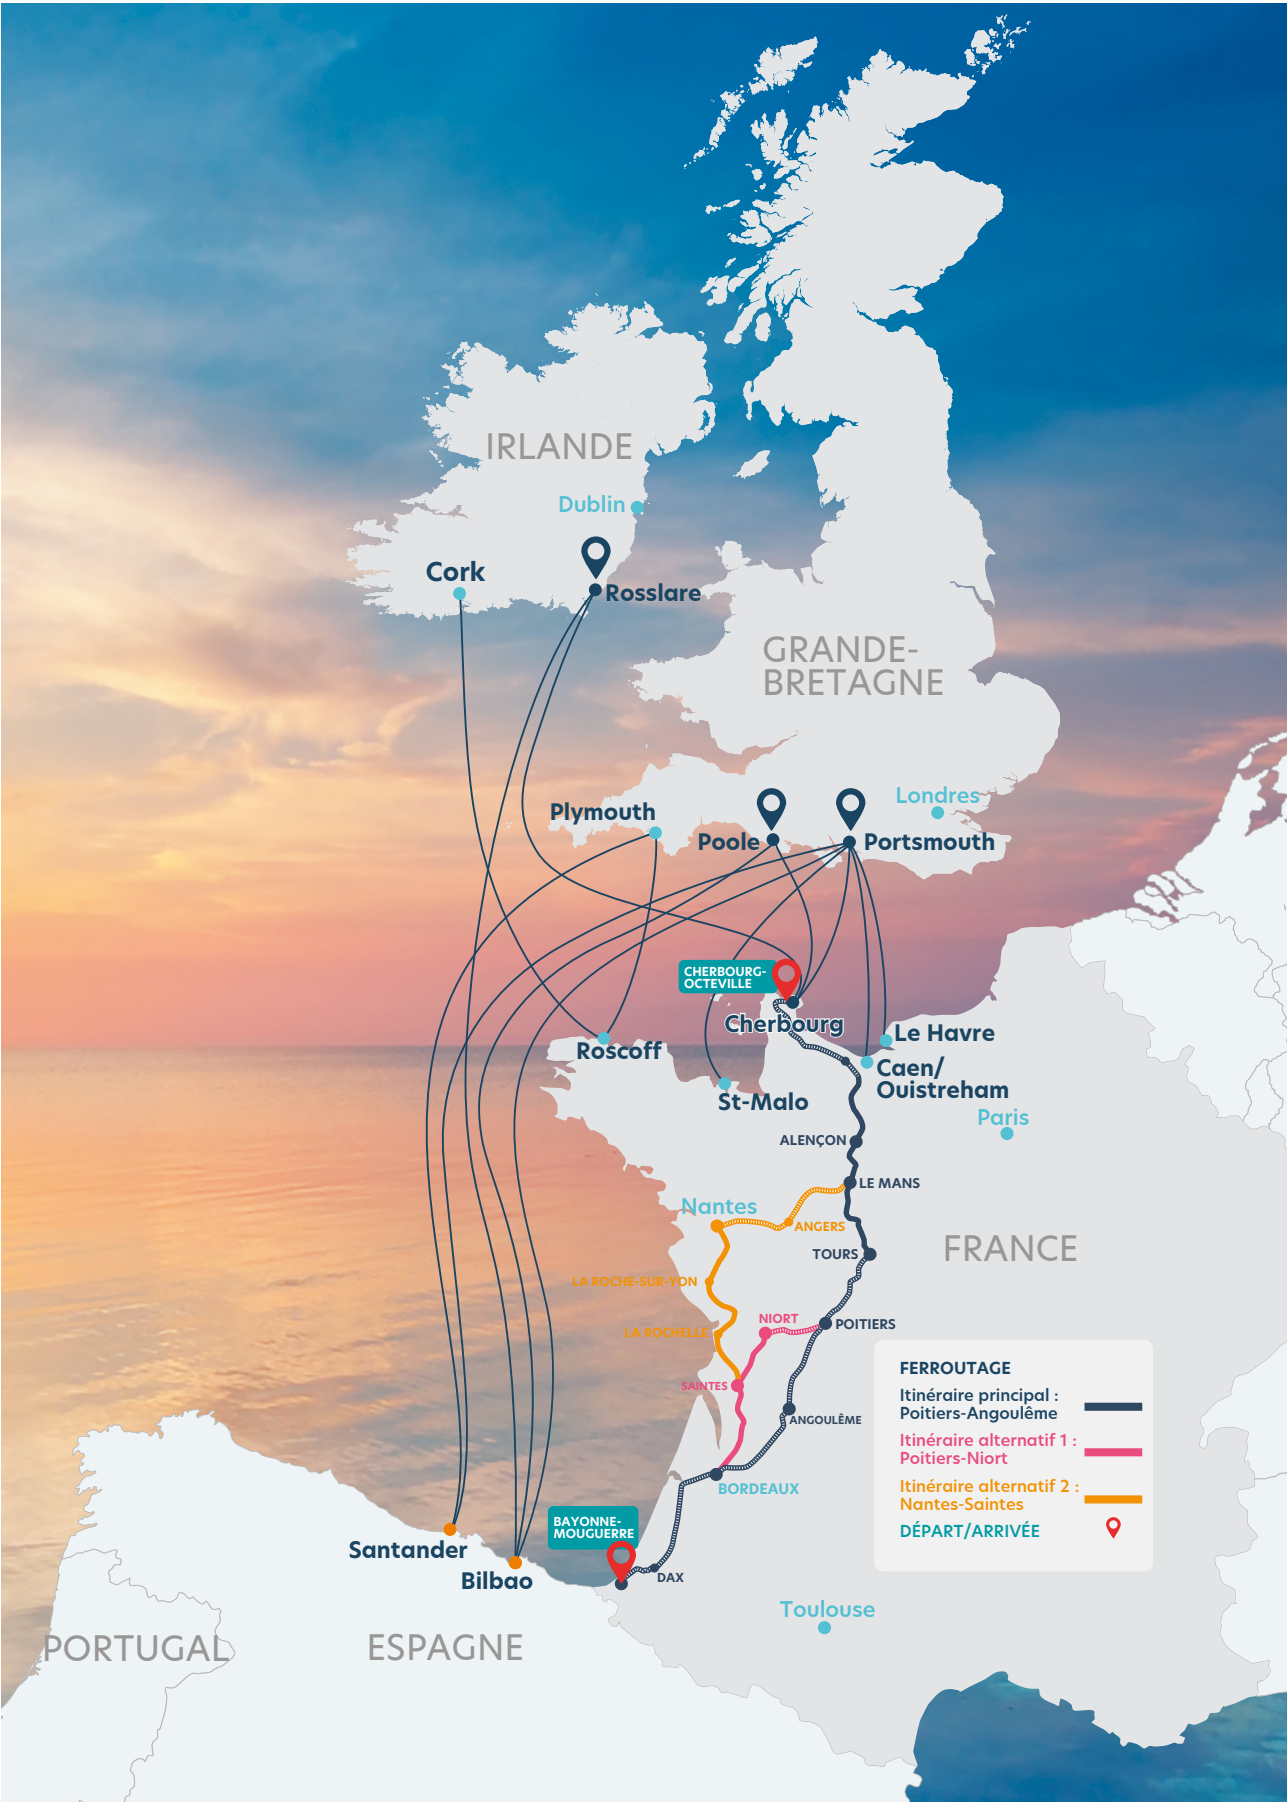 IRLANDE
Dublin
Cork
Rosslare
GRANDE-
BRETAGNE
Londres
Plymouth
Poole
Portsmouth
CHERBOURG-
OCTEVILLE
Cherbourg
Le Havre
Roscoff
Caen/
Ouistreham
St-Malo
Paris
ALENÇON
LE MANS
Nantes
ANGERS
TOURS
FRANCE
LA ROCHE-SUR-YON
NIORT
POITIERS
LA ROCHELLE
SAINTES
ANGOULÊME
FERROUTAGE
Itinéraire principal :
Poitiers-Angoulême
Itinéraire alternatif 1 :
Poitiers-Niort
Itinéraire alternatif 2 :
Nantes-Saintes
DÉPART/ARRIVÉE
BORDEAUX
BAYONNE-
MOUGUERRE
Santander
Bilbao
DAX
Toulouse
PORTUGAL
ESPAGNE